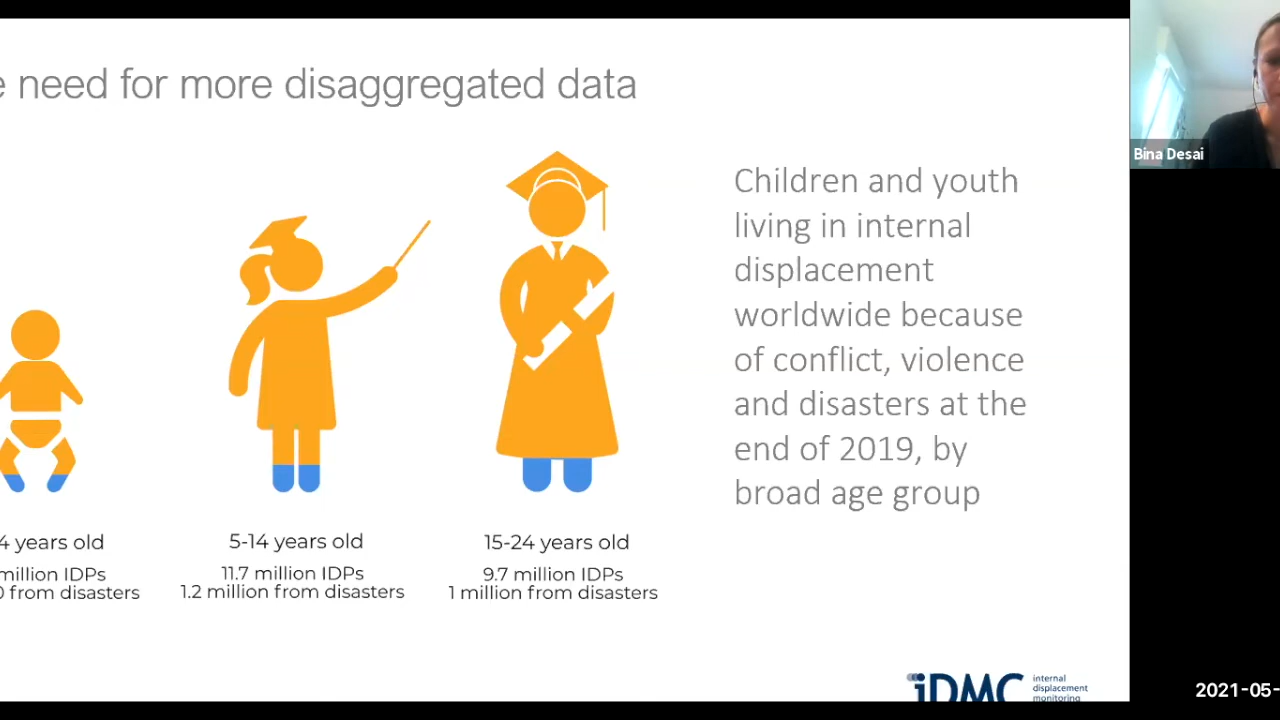 need for more disaggregated data
Bina Desai
Children and youth
living in internal
displacement
worldwide because
of conflict, violence
and disasters at the
end of 2019, by
broad age group
4 years old
million IDPs
0 from disasters
5-14 years old
11.7 million IDPs
1.2 million from disasters
15-24 years old
9.7 million IDPs
1 million from disasters
iDMC
internal
displacement
monitoring
2021-05-